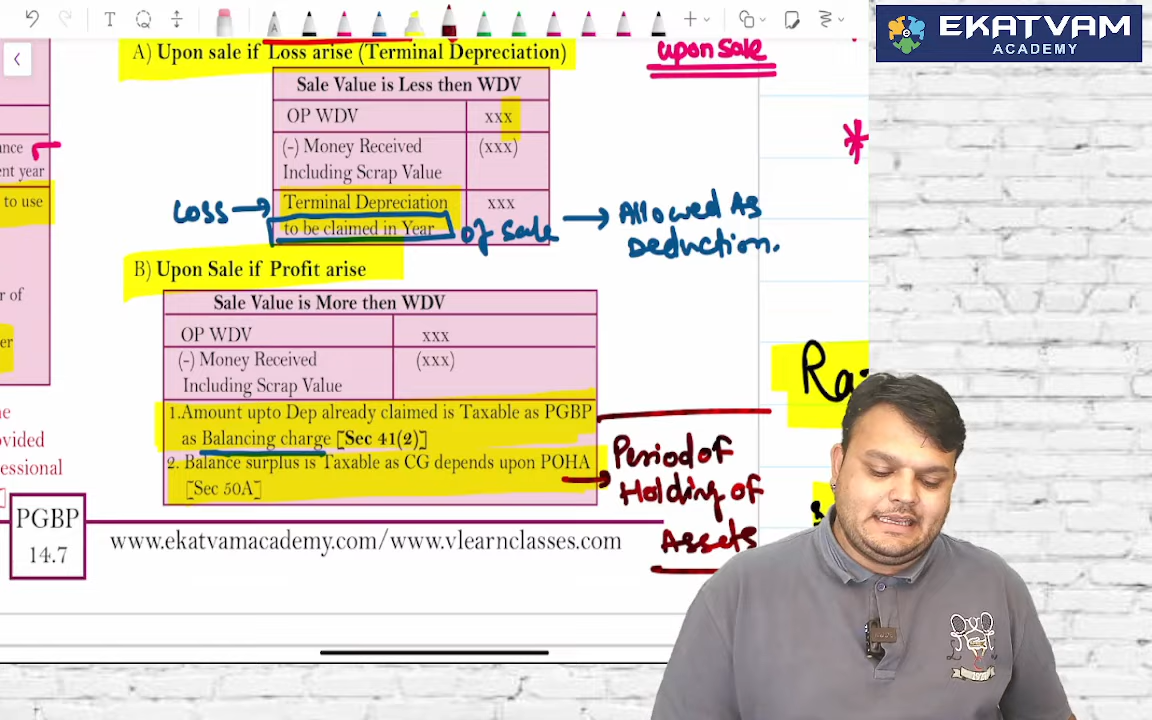 EKATVAM
ACADEMY
A) Upon sale if Loss arise (Terminal Depreciation)
upon sale
Sale Value is Less then WDV
OP WDV xxx
(-) Money Received (xxx)
Including Scrap Value
Terminal Depreciation xxx
to be claimed in Year of sale
Loss
Allowed As
Deduction.
B) Upon Sale if Profit arise
Sale Value is More then WDV
OP WDV xxx
(-) Money Received (xxx)
Including Scrap Value
1.Amount upto Dep already claimed is Taxable as PGBP
as Balancing charge [Sec 41(2)]
2. Balance surplus is Taxable as CG depends upon POHA
[Sec 50A]
Period of
Holding of
Assets
ent year
to use
r of
er
ovided
essional
PGBP
14.7
www.ekatvamacademy.com/www.vlearnclasses.com